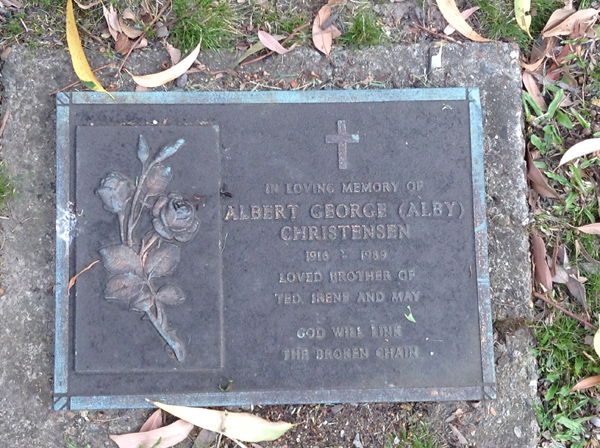 IN LOVING MEMORY OF
ALBERT GEORGE (ALBY)
CHRISTENSEN
1916 - 1989
LOVED BROTHER OF
TED, IRENE AND MAY
GOD WILL LINK
THE BROKEN CHAIN